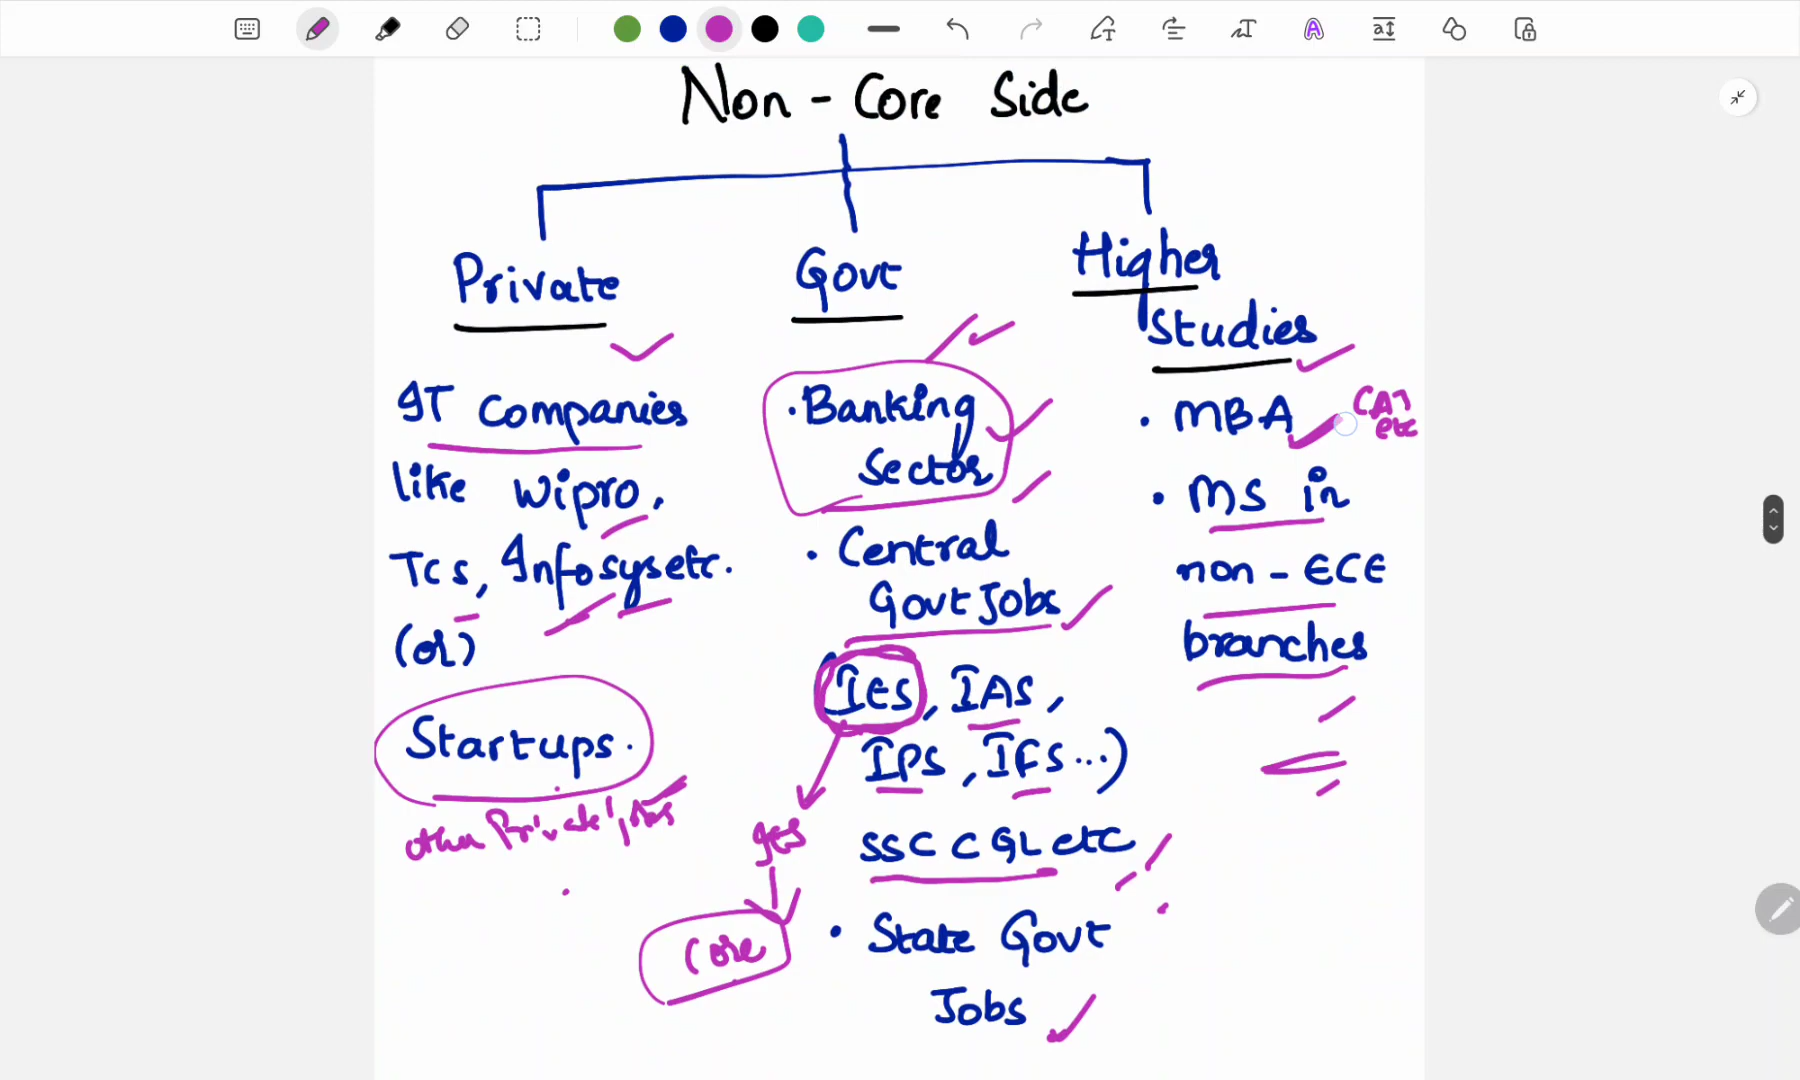 Non - Core Side
Private
IT Companies
like wipro,
Tcs, Infosys etc.
(or)
Startups.
other Private jobs
Govt
• Banking
Sector
• Central
Govt Jobs
(IES, IAS,
IPS, IFS...)
SSC CGL etc
• State Govt
Jobs
Core
Higher
Studies
• MBA
CAT
etc
• MS in
non - ECE
branches